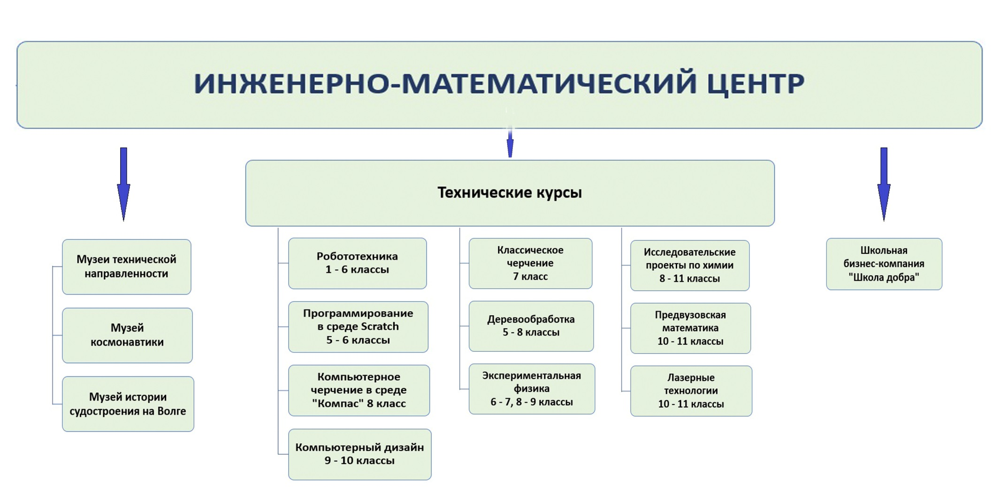 ИНЖЕНЕРНО-МАТЕМАТИЧЕСКИЙ ЦЕНТР
Технические курсы
Музеи технической
направленности
Музей
космонавтики
Музей истории
судостроения на Волге
Робототехника
1 - 6 классы
Программирование
в среде Scratch
5 - 6 классы
Компьютерное
черчение в среде
"Компас" 8 класс
Компьютерный дизайн
9 - 10 классы
Классическое
черчение
7 класс
Деревообработка
5 - 8 классы
Экспериментальная
физика
6 - 7, 8 - 9 классы
Исследовательские
проекты по химии
8 - 11 классы
Предвузовская
математика
10 - 11 классы
Лазерные
технологии
10 - 11 классы
Школьная
бизнес-компания
"Школа добра"